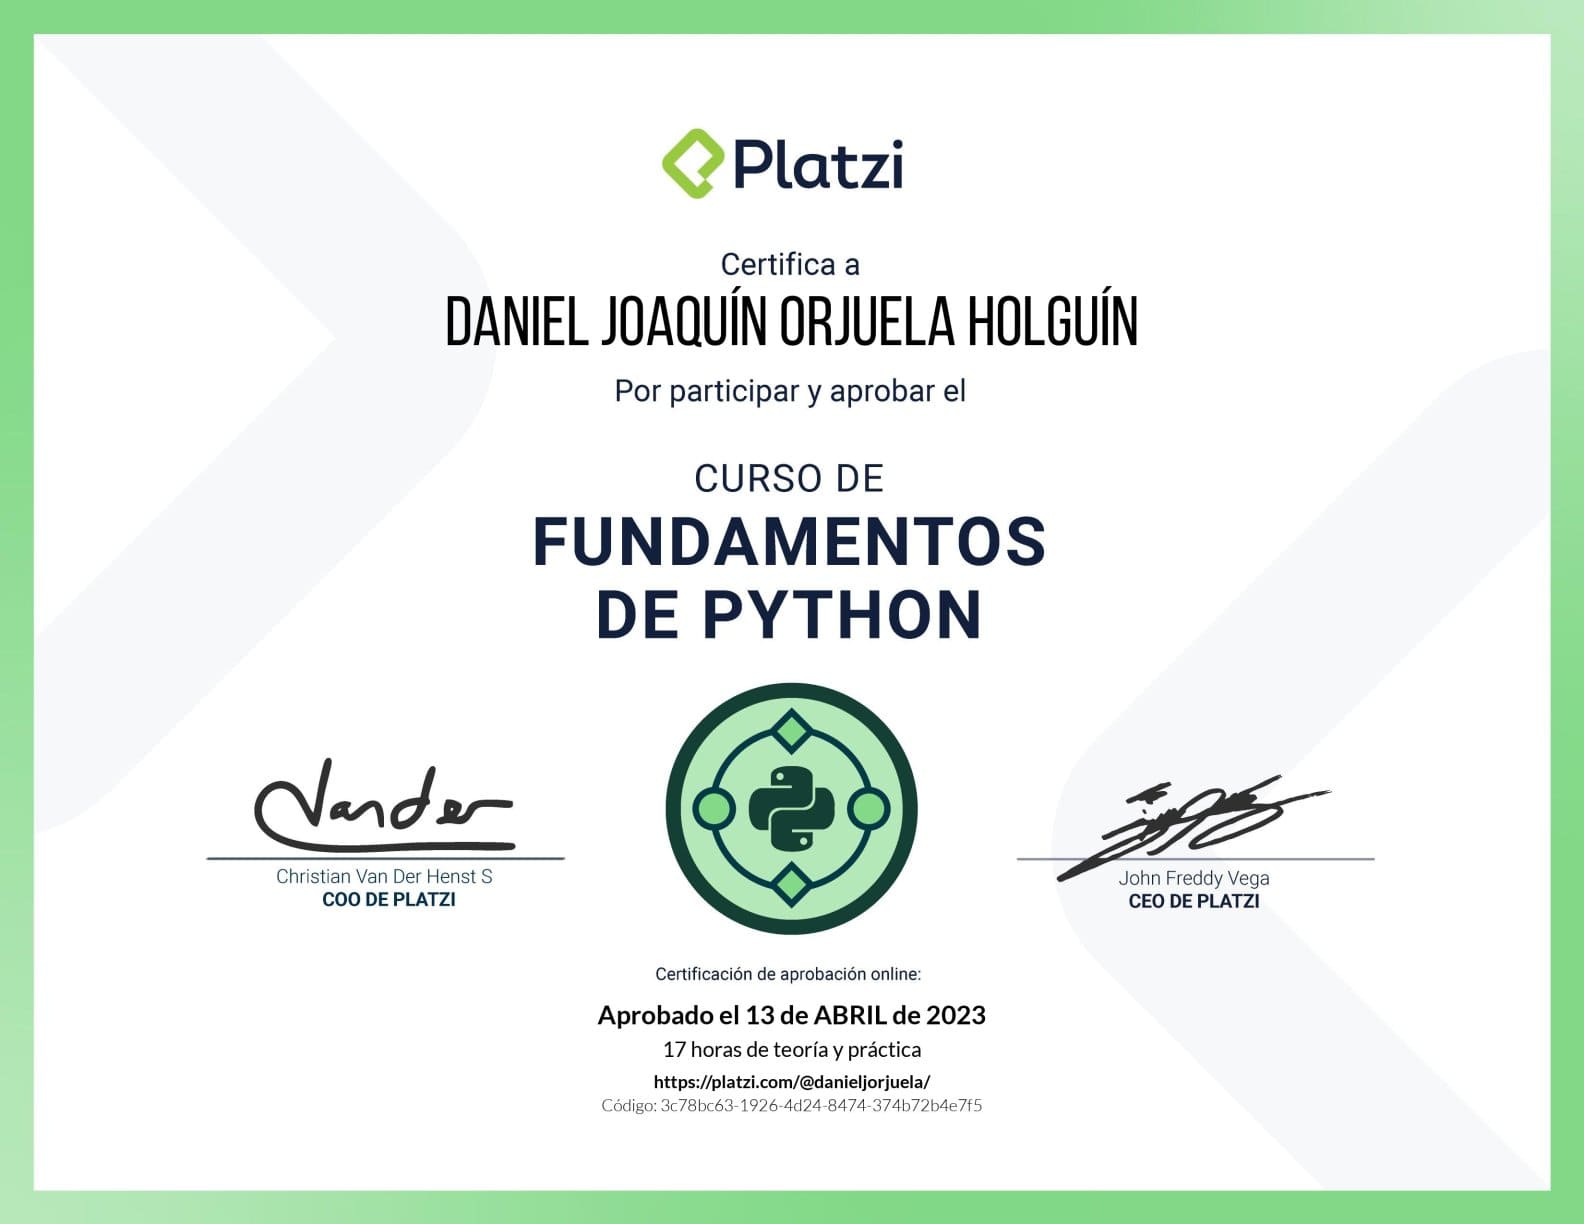 Platzi
Certifica a
DANIEL JOAQUÍN ORJUELA HOLGUÍN
Por participar y aprobar el
CURSO DE
FUNDAMENTOS
DE PYTHON
Vander
Christian Van Der Henst S
COO DE PLATZI
John Freddy Vega
CEO DE PLATZI
Certificación de aprobación online:
Aprobado el 13 de ABRIL de 2023
17 horas de teoría y práctica
https://platzi.com/@danieljorjuela/
Código: 3c78bc63-1926-4d24-8474-374b72b4e7f5